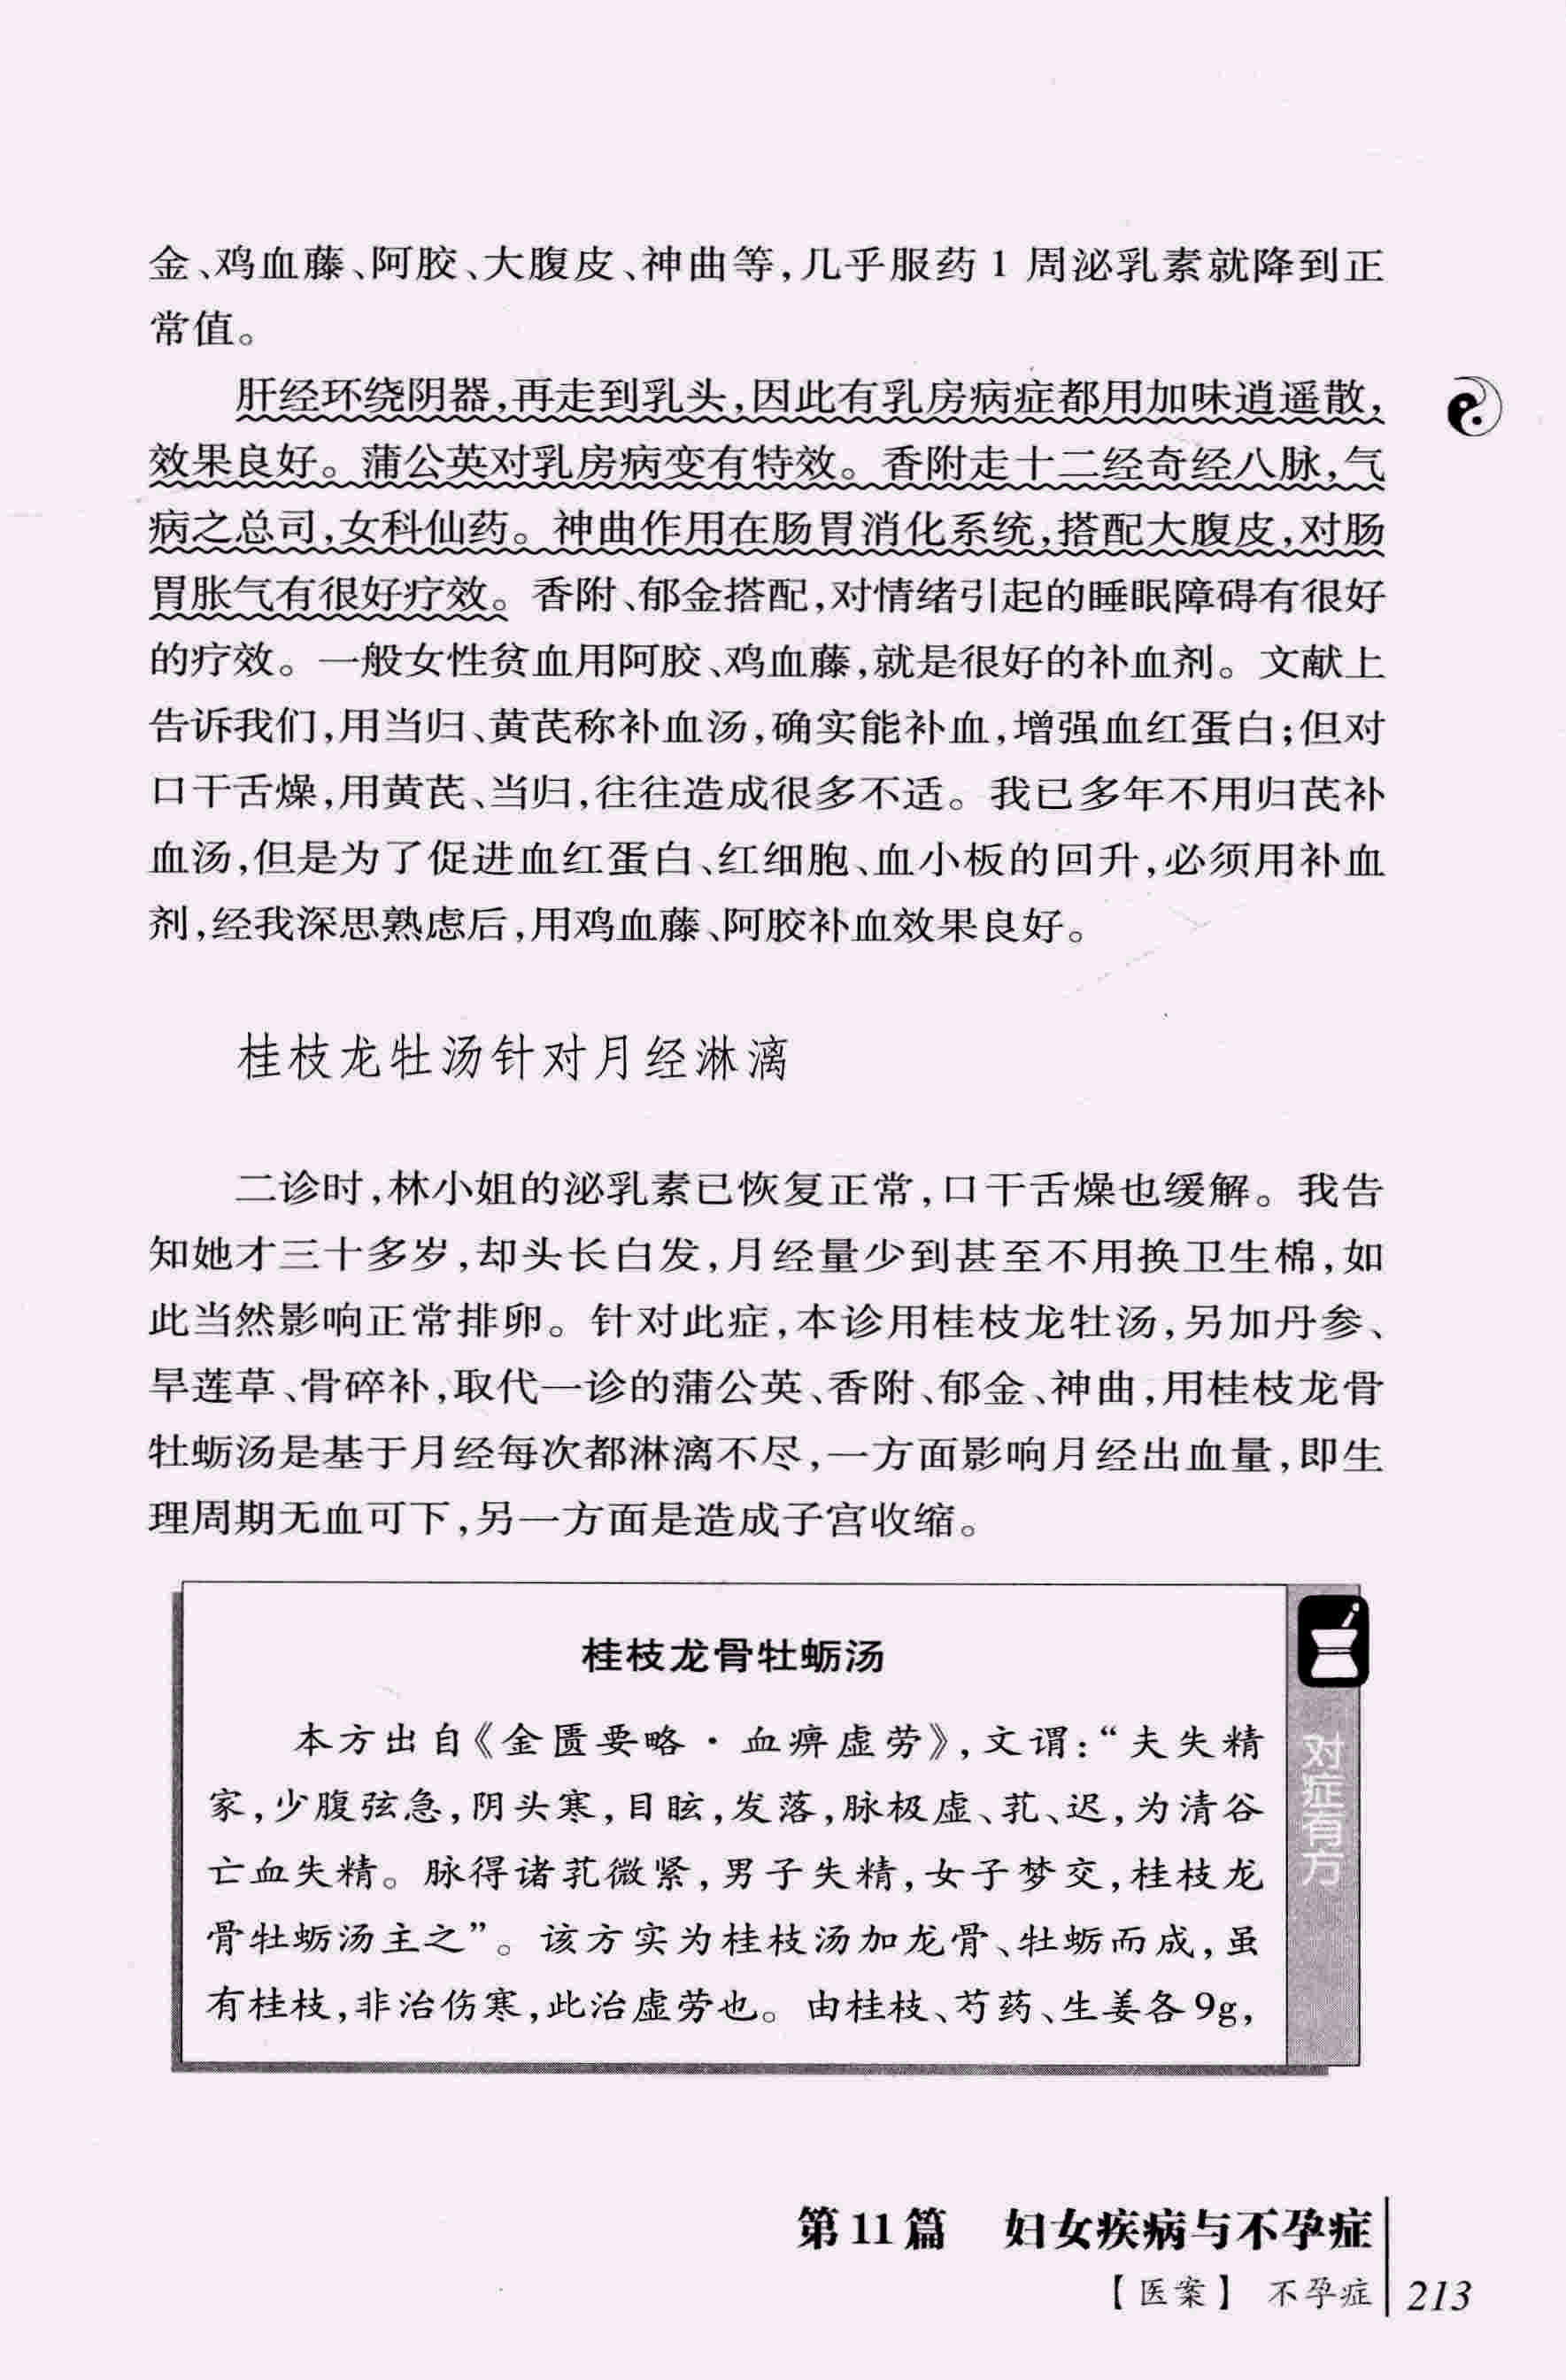 金、鸡血藤、阿胶、大腹皮、神曲等,几乎服药1周泌乳素就降到正
常值。
肝经环绕阴器,再走到乳头,因此有乳房病症都用加味逍遥散,
效果良好。蒲公英对乳房病变有特效。香附走十二经奇经八脉,气
病之总司,女科仙药。神曲作用在肠胃消化系统,搭配大腹皮,对肠
胃胀气有很好疗效。香附、郁金搭配,对情绪引起的睡眠障碍有很好
的疗效。一般女性贫血用阿胶、鸡血藤,就是很好的补血剂。文献上
告诉我们,用当归、黄芪称补血汤,确实能补血,增强血红蛋白;但对
口干舌燥,用黄芪、当归,往往造成很多不适。我已多年不用归芪补
血汤,但是为了促进血红蛋白、红细胞、血小板的回升,必须用补血
剂,经我深思熟虑后,用鸡血藤、阿胶补血效果良好。
桂枝龙牡汤针对月经淋漓
二诊时,林小姐的泌乳素已恢复正常,口干舌燥也缓解。我告
知她才三十多岁,却头长白发,月经量少到甚至不用换卫生棉,如
此当然影响正常排卵。针对此症,本诊用桂枝龙牡汤,另加丹参、
旱莲草、骨碎补,取代一诊的蒲公英、香附、郁金、神曲,用桂枝龙骨
牡蛎汤是基于月经每次都淋漓不尽,一方面影响月经出血量,即生
理周期无血可下,另一方面是造成子宫收缩。
桂枝龙骨牡蛎汤
本方出自《金匮要略·血痹虚劳》,文谓:“夫失精
家,少腹弦急,阴头寒,目眩,发落,脉极虚、芤、迟,为清谷
亡血失精。脉得诸芤微紧,男子失精,女子梦交,桂枝龙
骨牡蛎汤主之”。该方实为桂枝汤加龙骨、牡蛎而成,虽
有桂枝,非治伤寒,此治虚劳也。由桂枝、芍药、生姜各9g,
对症有方
第11篇 妇女疾病与不孕症
【医案】 不孕症 213